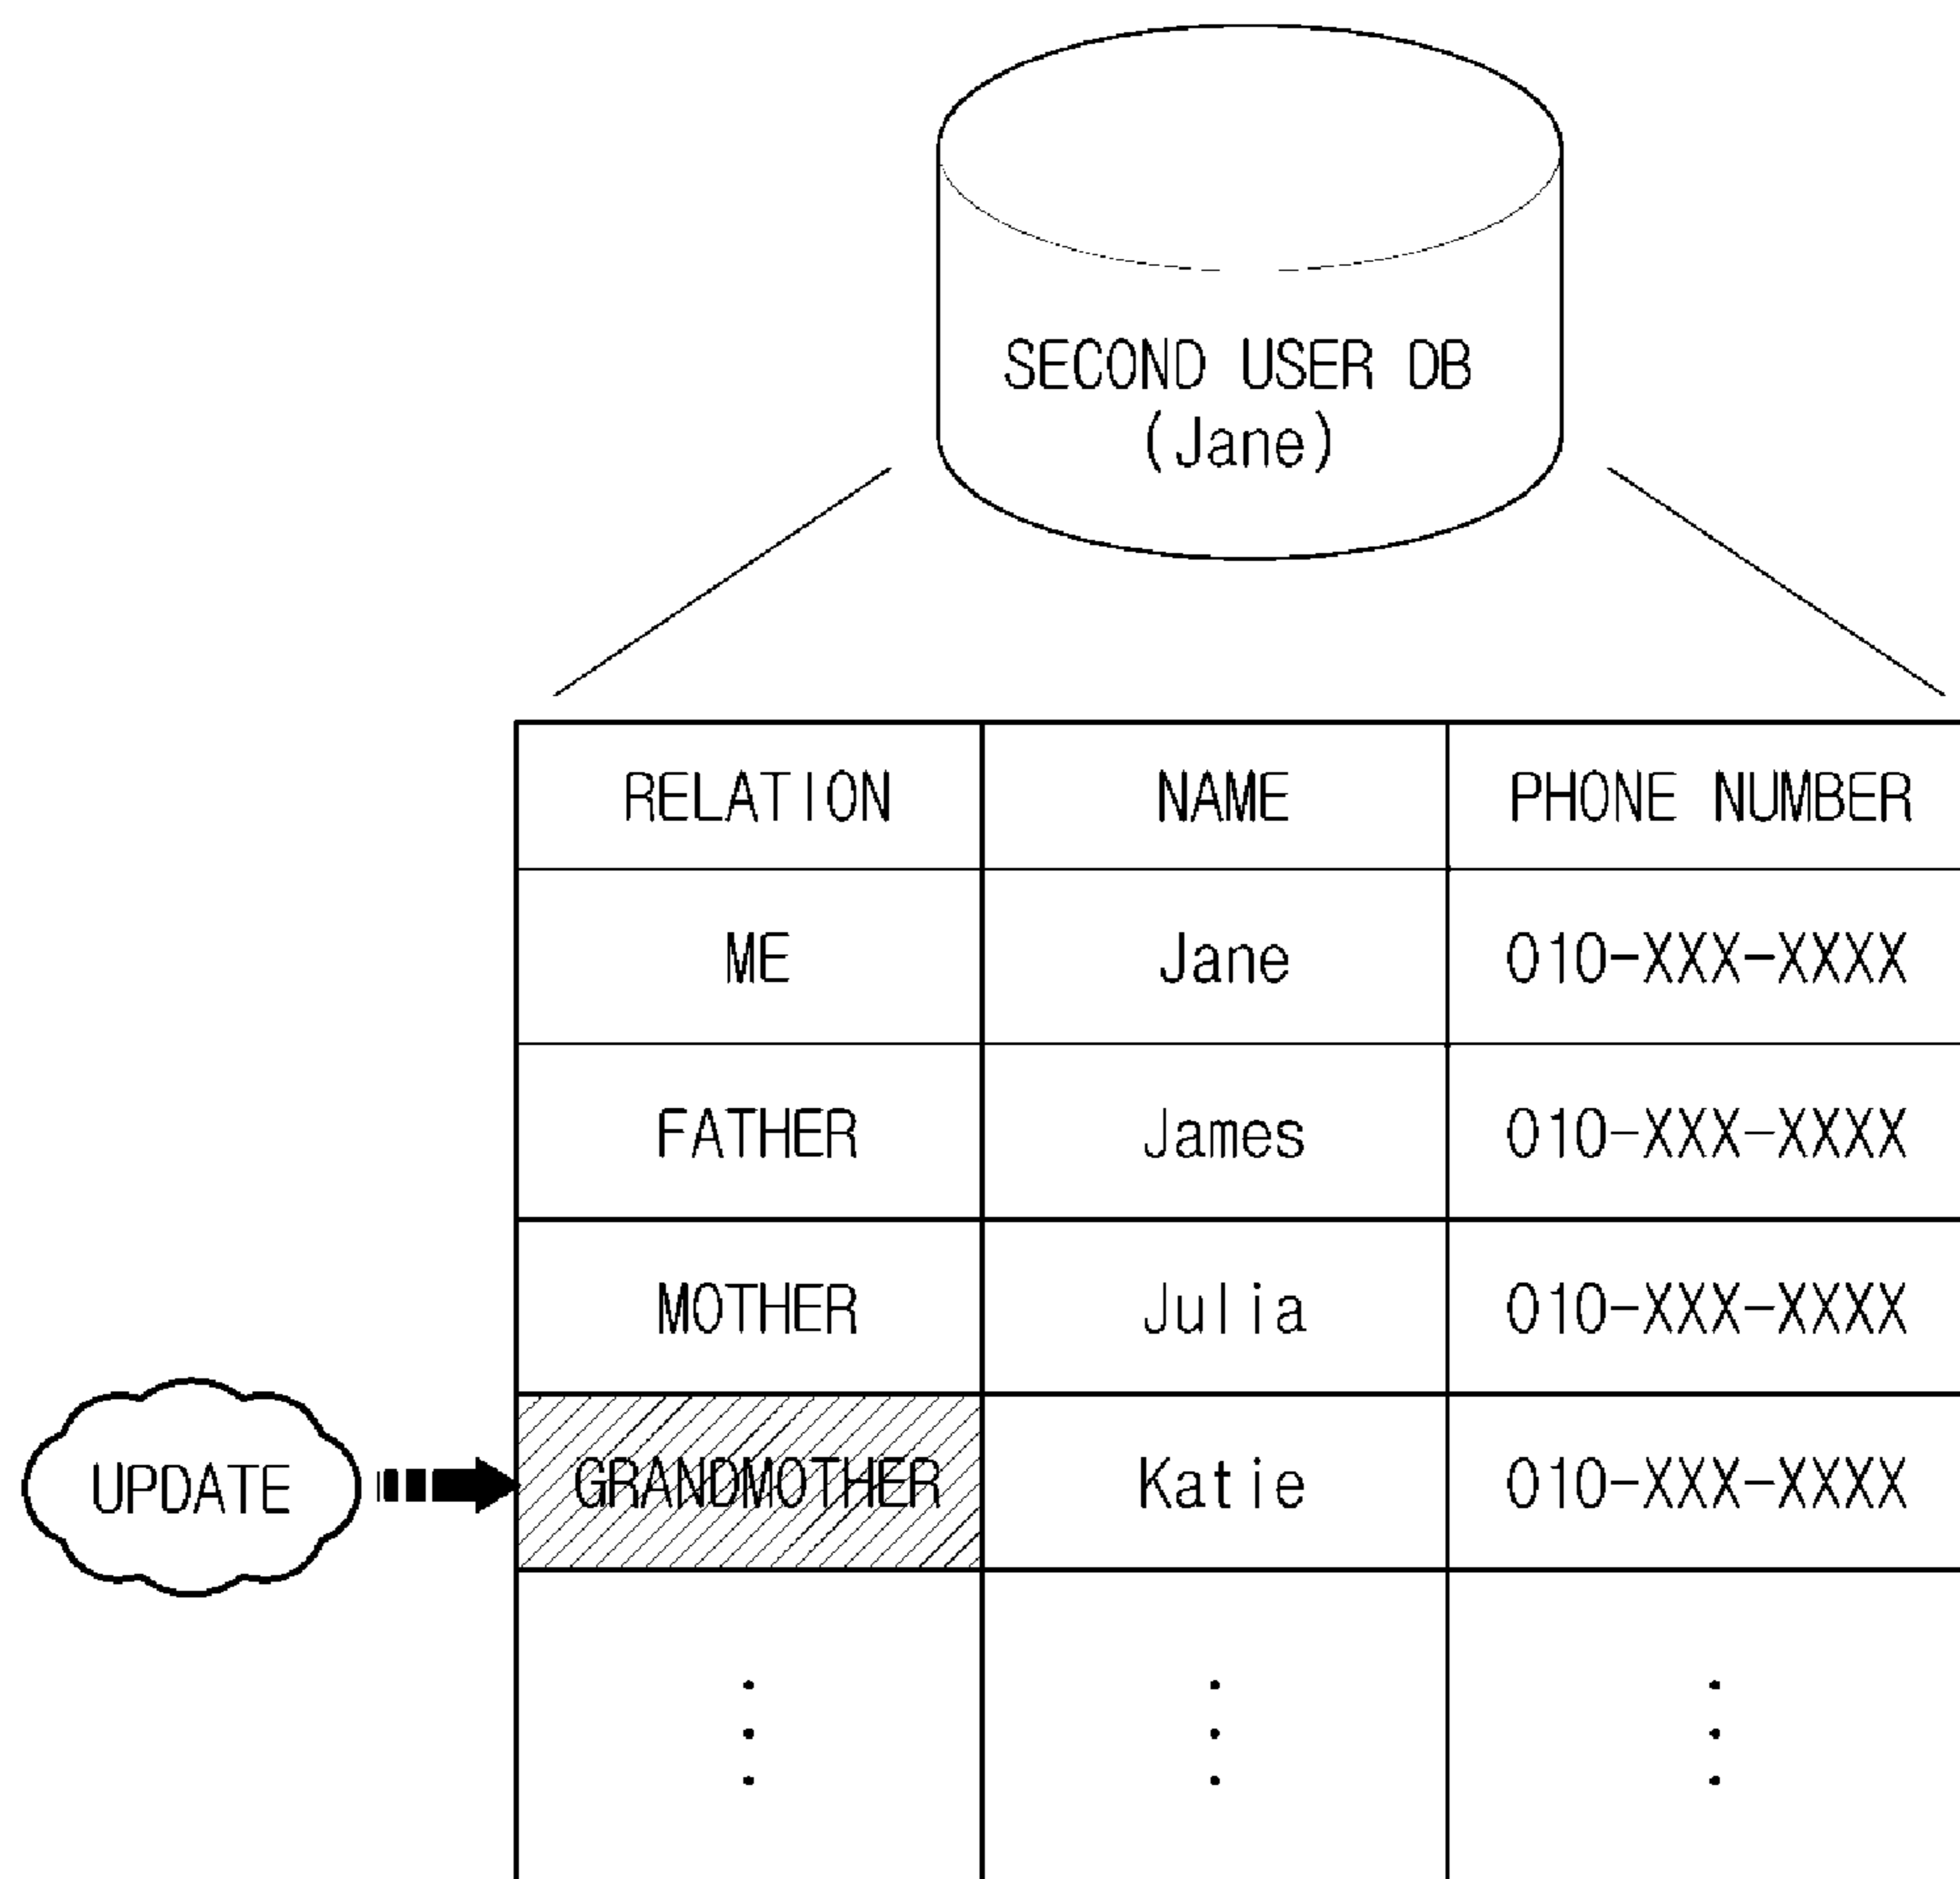 SECOND USER DB
(Jane)
RELATION NAME PHONE NUMBER
ME Jane 010-XXX-XXXX
FATHER James 010-XXX-XXXX
MOTHER Julia 010-XXX-XXXX
UPDATE GRANDMOTHER Katie 010-XXX-XXXX